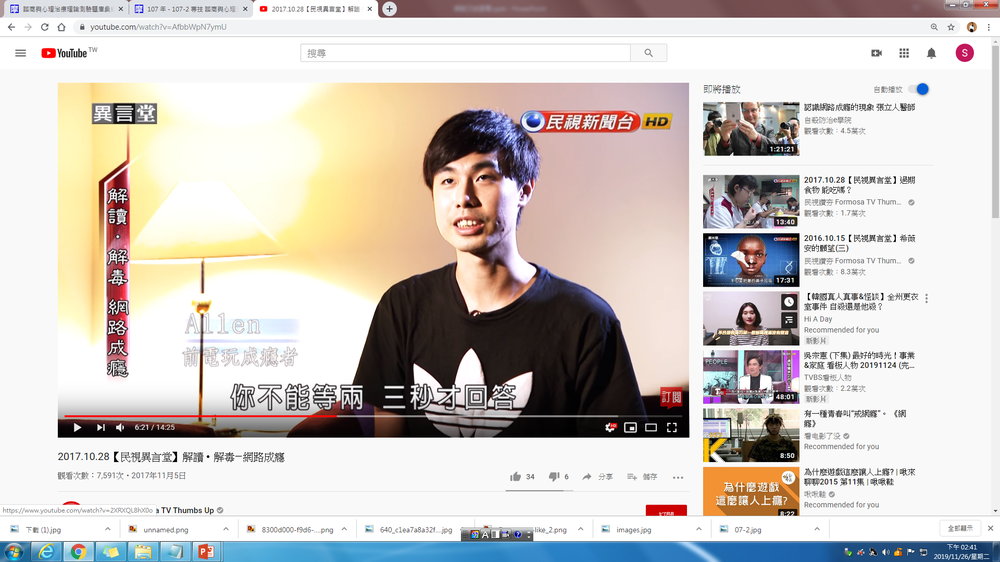 諮商與心理治療理論測驗題庫彙
107 年 - 107-2 專技 諮商與心理
2017.10.28【民視異言堂】解讀
youtube.com/watch?v=AfbbWpN7ymU
YouTube TW
搜尋
S
異言堂
民視新聞台 HD
解讀・解毒 網路成癮
Allen
前電玩成癮者
你不能等兩 三秒才回答
訂閱
6:21 / 14:25
HD
2017.10.28【民視異言堂】解讀・解毒—網路成癮
觀看次數：7,591次・2017年11月5日
34
6
分享
儲存
a TV Thumbs Up
訂閱
https://www.youtube.com/watch?v=2XRXQL8hX0o
即將播放
自動播放
1:21:21
認識網路成癮的現象 張立人醫師
自殺防治e學院
觀看次數：4.5萬次
13:40
2017.10.28【民視異言堂】過期
食物 能吃嗎？
民視讚夯 Formosa TV Thum...
觀看次數：1.7萬次
不但要把薇的鼻子拉高
17:31
2016.10.15【民視異言堂】希薇
安的願望(三)
民視讚夯 Formosa TV Thum...
觀看次數：8.3萬次
【韓國真人真事&怪談】全州更衣
室事件 自殺還是他殺？
Hi A Day
Recommended for you
新影片
PEOPLE
TVBS
48:01
吳宗憲 (下集) 最好的時光！事業
&家庭 看板人物 20191124 (完...
TVBS看板人物
觀看次數：2.2萬次
新影片
第053期
K
8:50
有一種青春叫“戒網癮”。 《網
癮》
看电影了没
Recommended for you
為什麼遊戲
這麼讓人上癮?
8:22
為什麼遊戲這麼讓人上癮? | 啾來
聊聊2015 第11集 | 啾啾鞋
啾啾鞋
Recommended for you
下載 (1).jpg
unnamed.png
8300d000-f9d6-....png
640_c1ea7a8a32f....jpg
-like_2.png
images.jpg
07-2.jpg
全部顯示
A
下午 02:41
2019/11/26/星期二